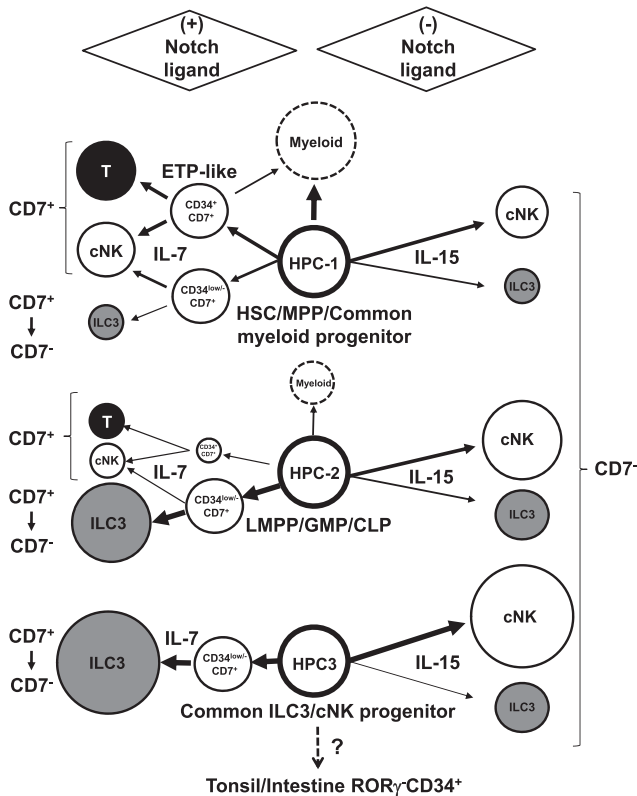 (+)
Notch
ligand
(-)
Notch
ligand
Myeloid
T
ETP-like
CD34⁺
CD7⁺
CD7⁺
cNK
IL-7
HPC-1
IL-15
cNK
CD34low/-
CD7⁺
ILC3
ILC3
CD7⁺
CD7⁻
HSC/MPP/Common
myeloid progenitor
Myeloid
T
CD34⁺
CD7⁺
CD7⁺
cNK
IL-7
HPC-2
IL-15
cNK
CD7⁻
CD7⁺
CD7⁻
ILC3
CD34low/-
CD7⁺
LMPP/GMP/CLP
ILC3
cNK
CD7⁺
CD7⁻
ILC3
IL-7
CD34low/-
CD7⁺
HPC3
IL-15
ILC3
Common ILC3/cNK progenitor
?
Tonsil/Intestine RORγ⁻CD34⁺